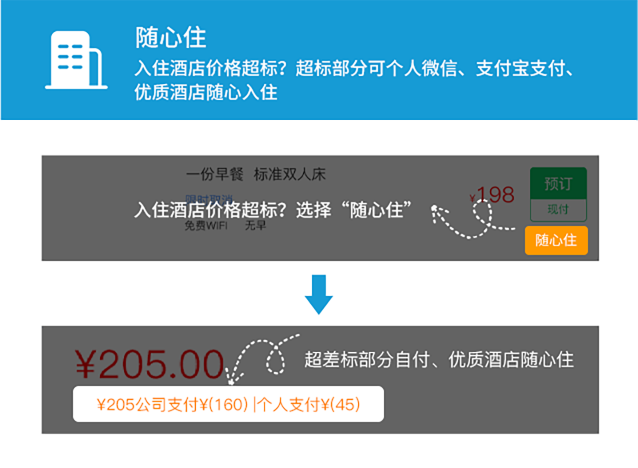 随心住
入住酒店价格超标？超标部分可个人微信、支付宝支付、
优质酒店随心入住
一份早餐 标准双人床
¥198
预订
限时取消
入住酒店价格超标？选择“随心住”
现付
免费WIFI 无早
随心住
¥205.00
超差标部分自付、优质酒店随心住
¥205公司支付¥(160) |个人支付¥(45)